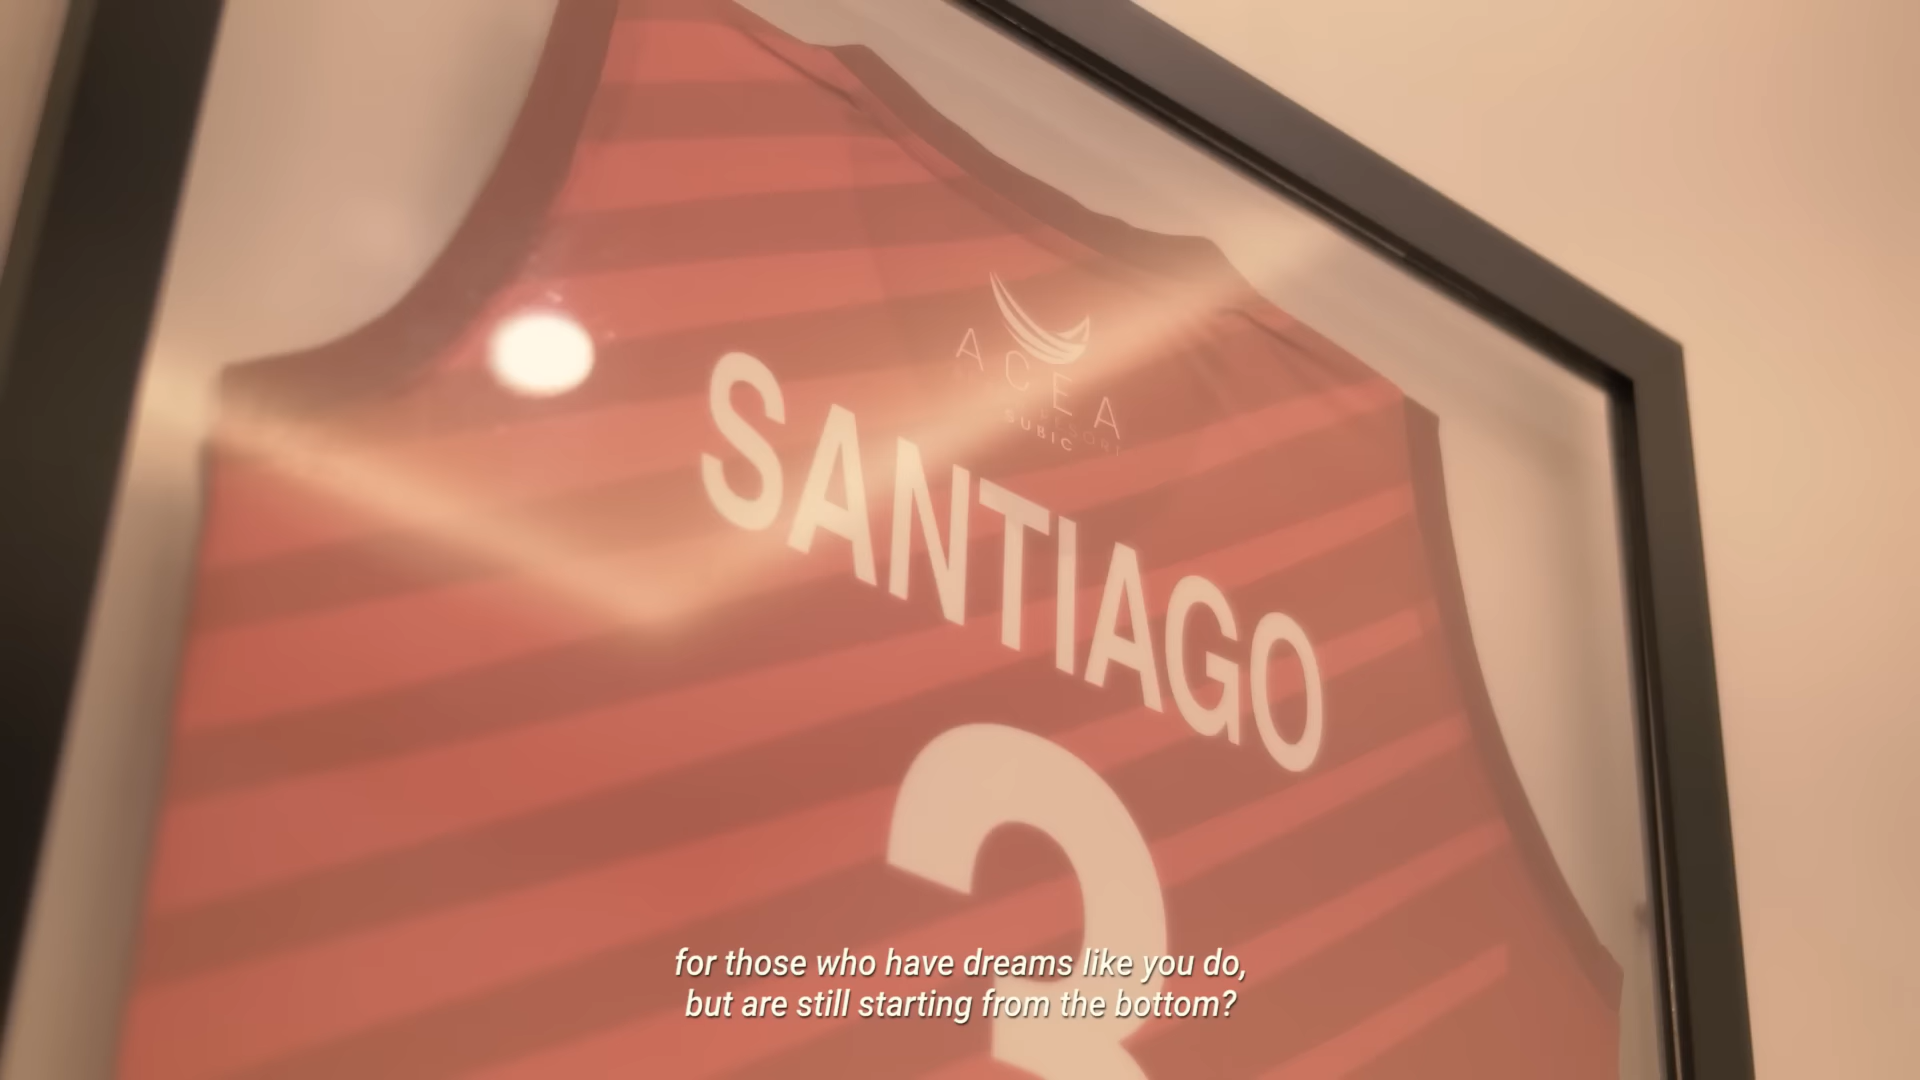 ACEA
SUBIC
SANTIAGO
3
for those who have dreams like you do,
but are still starting from the bottom?